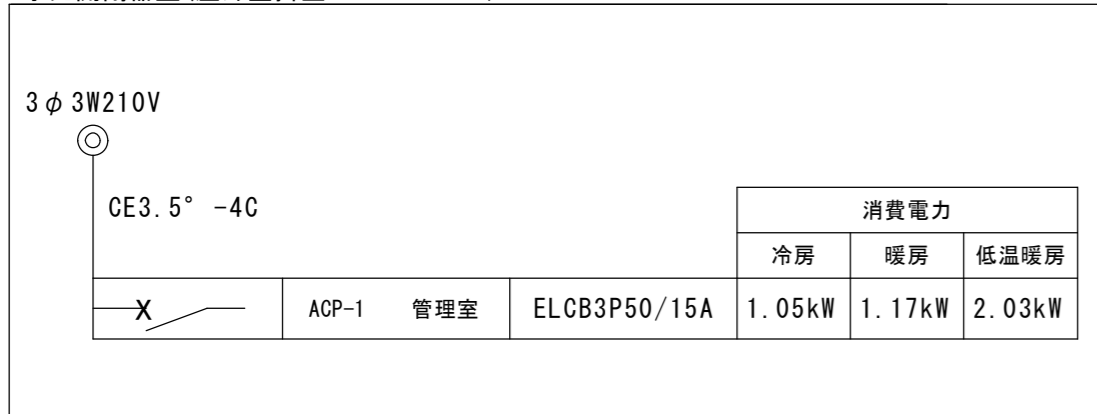 3φ3W210V
CE3.5°-4C
消費電力
冷房 暖房 低温暖房
X ACP-1 管理室 ELCB3P50/15A 1.05kW 1.17kW 2.03kW